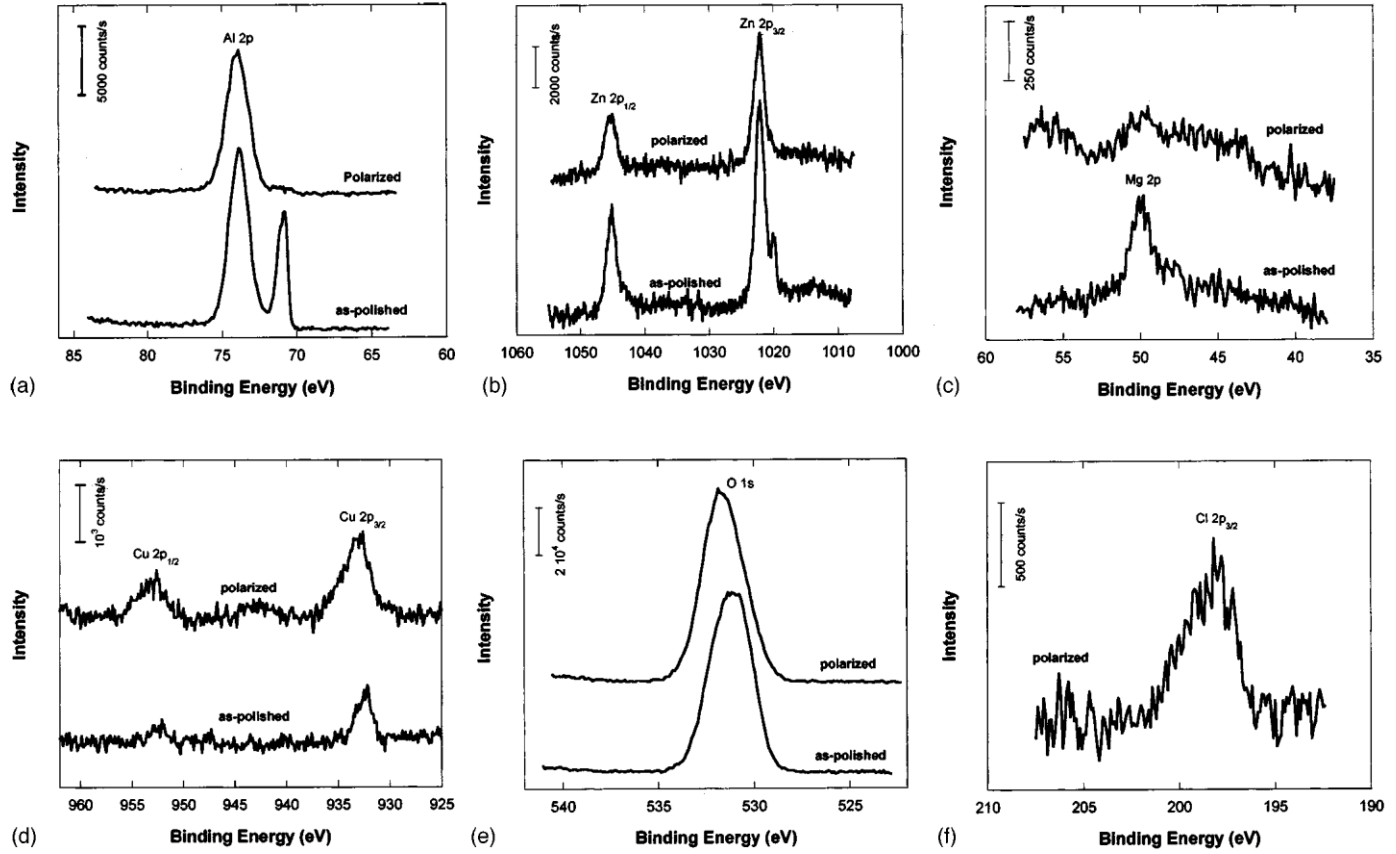 5000 counts/s
Al 2p
Polarized
as-polished
Intensity
85 80 75 70 65 60
Binding Energy (eV)
(a)
2000 counts/s
Zn 2p3/2
Zn 2p1/2
polarized
as-polished
Intensity
1060 1050 1040 1030 1020 1010 1000
Binding Energy (eV)
(b)
250 counts/s
polarized
Mg 2p
as-polished
Intensity
60 55 50 45 40 35
Binding Energy (eV)
(c)
10³ counts/s
Cu 2p3/2
Cu 2p1/2
polarized
as-polished
Intensity
960 955 950 945 940 935 930 925
Binding Energy (eV)
(d)
2 10⁴ counts/s
O 1s
polarized
as-polished
Intensity
540 535 530 525
Binding Energy (eV)
(e)
500 counts/s
Cl 2p3/2
polarized
Intensity
210 205 200 195 190
Binding Energy (eV)
(f)